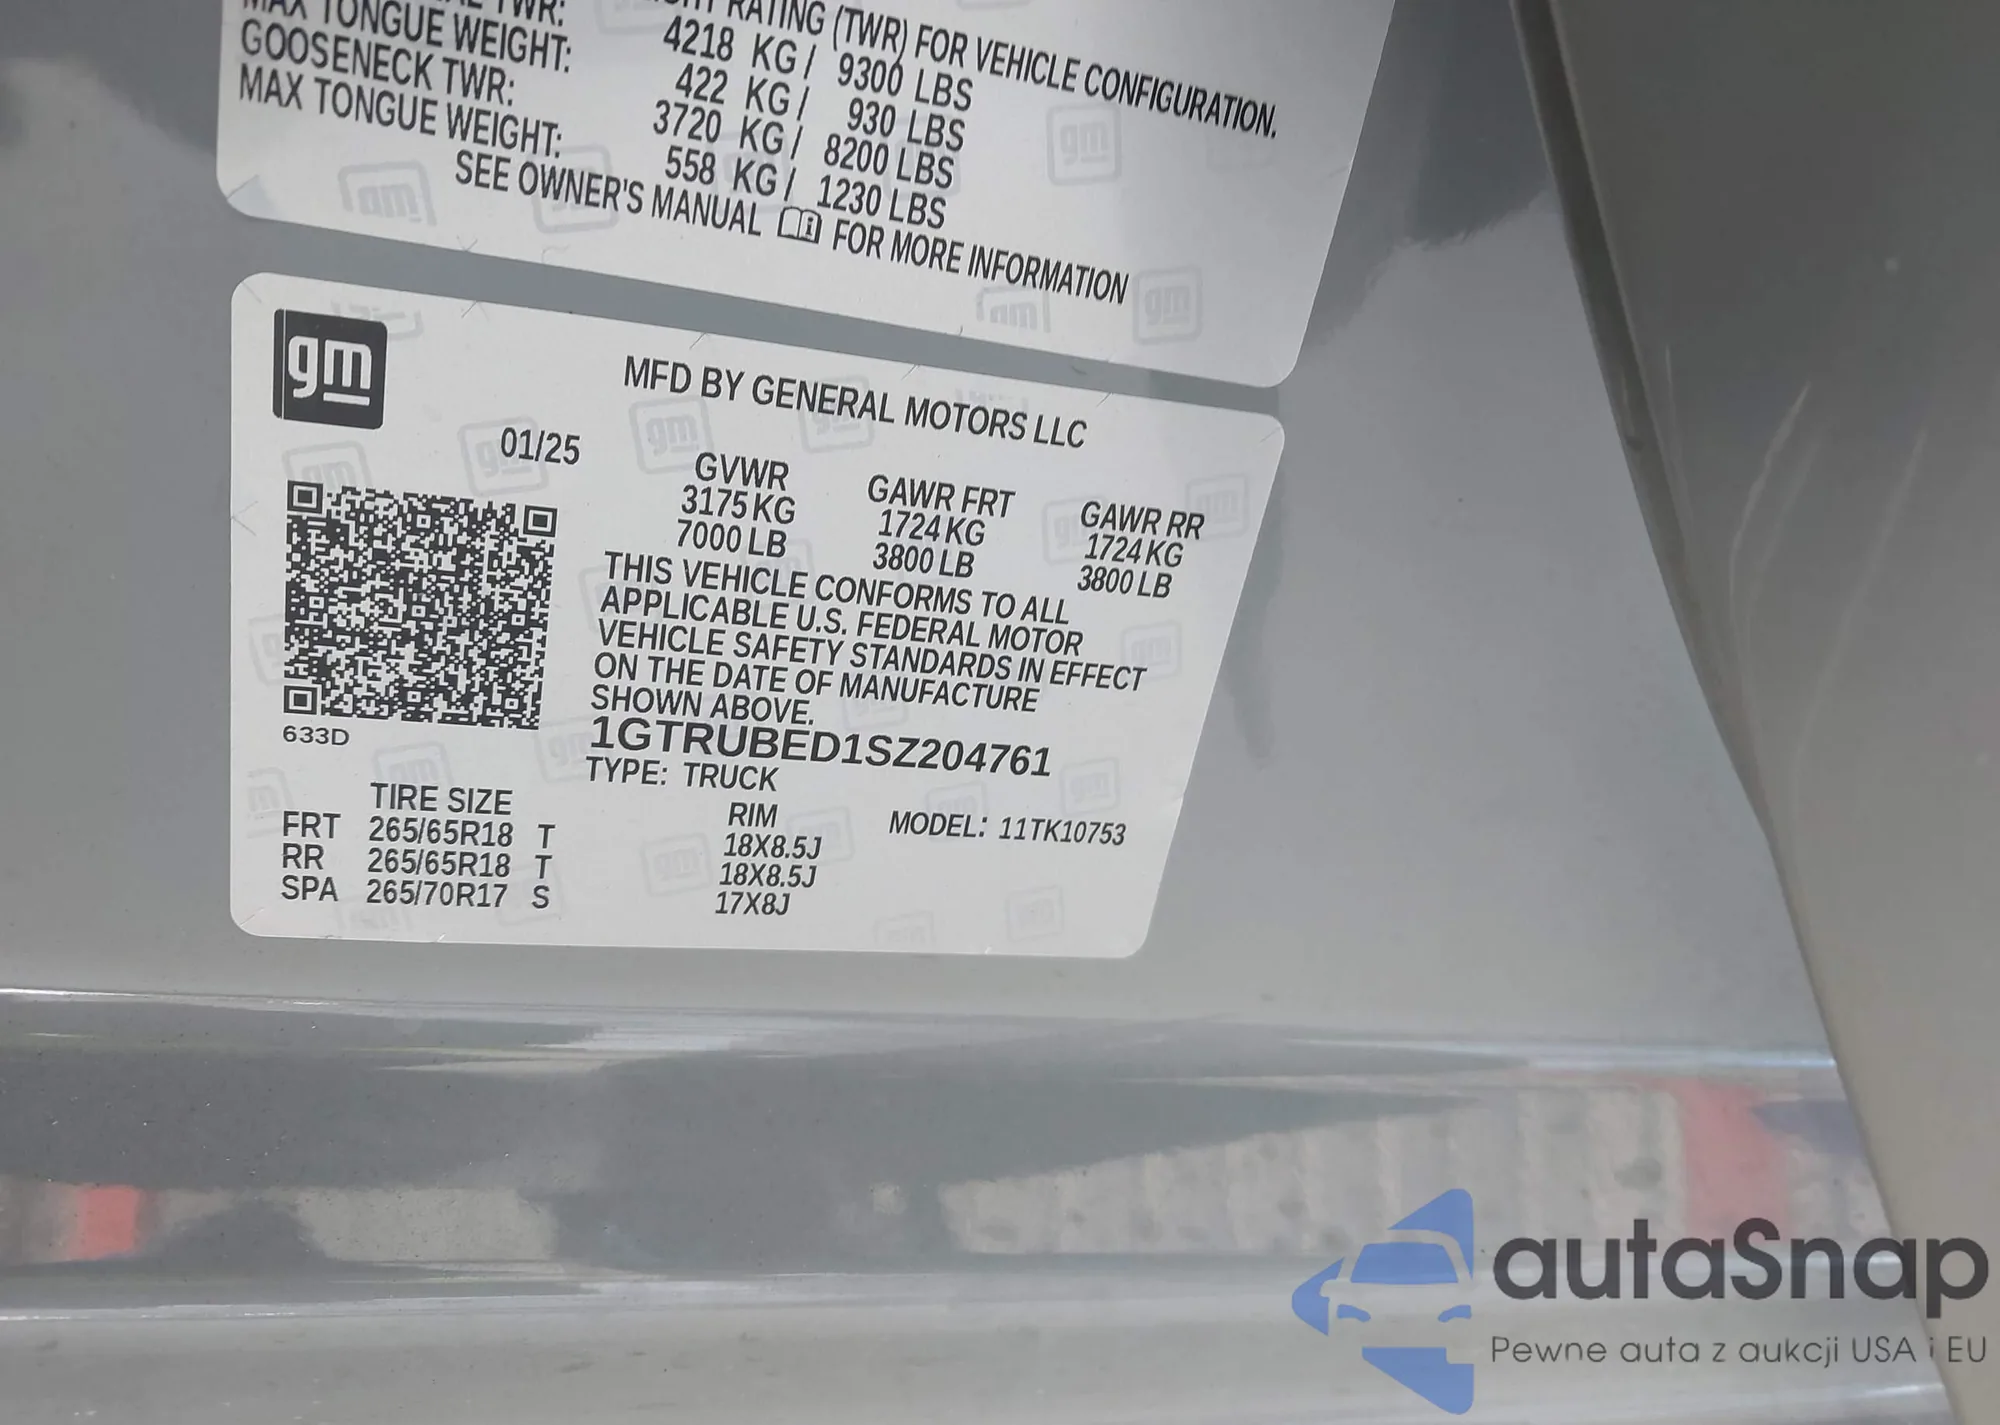 TWR:
RATING (TWR) FOR VEHICLE CONFIGURATION.
MAX TONGUE WEIGHT: 4218 KG / 9300 LBS
GOOSENECK TWR: 422 KG / 930 LBS
MAX TONGUE WEIGHT: 3720 KG / 8200 LBS
558 KG / 1230 LBS
SEE OWNER'S MANUAL FOR MORE INFORMATION
gm
MFD BY GENERAL MOTORS LLC
01/25
GVWR GAWR FRT GAWR RR
3175 KG 1724 KG 1724 KG
7000 LB 3800 LB 3800 LB
THIS VEHICLE CONFORMS TO ALL
APPLICABLE U.S. FEDERAL MOTOR
VEHICLE SAFETY STANDARDS IN EFFECT
ON THE DATE OF MANUFACTURE
SHOWN ABOVE.
633D
1GTRUBED1SZ204761
TYPE: TRUCK
TIRE SIZE RIM MODEL: 11TK10753
FRT 265/65R18 T 18X8.5J
RR 265/65R18 T 18X8.5J
SPA 265/70R17 S 17X8J
autaSnap
Pewne auta z aukcji USA i EU